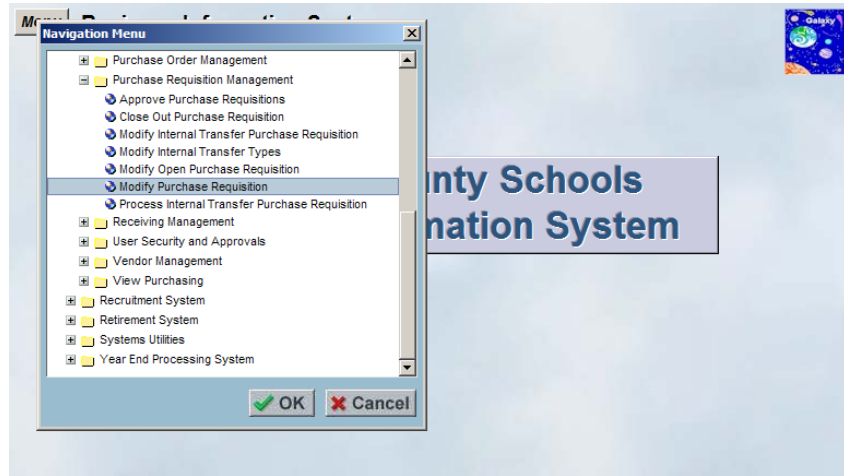 Navigation Menu
Galaxy
Purchase Order Management
Purchase Requisition Management
Approve Purchase Requisitions
Close Out Purchase Requisition
Modify Internal Transfer Purchase Requisition
Modify Internal Transfer Types
Modify Open Purchase Requisition
Modify Purchase Requisition
Process Internal Transfer Purchase Requisition
Receiving Management
User Security and Approvals
Vendor Management
View Purchasing
Recruitment System
Retirement System
Systems Utilities
Year End Processing System
OK Cancel
Schools
System